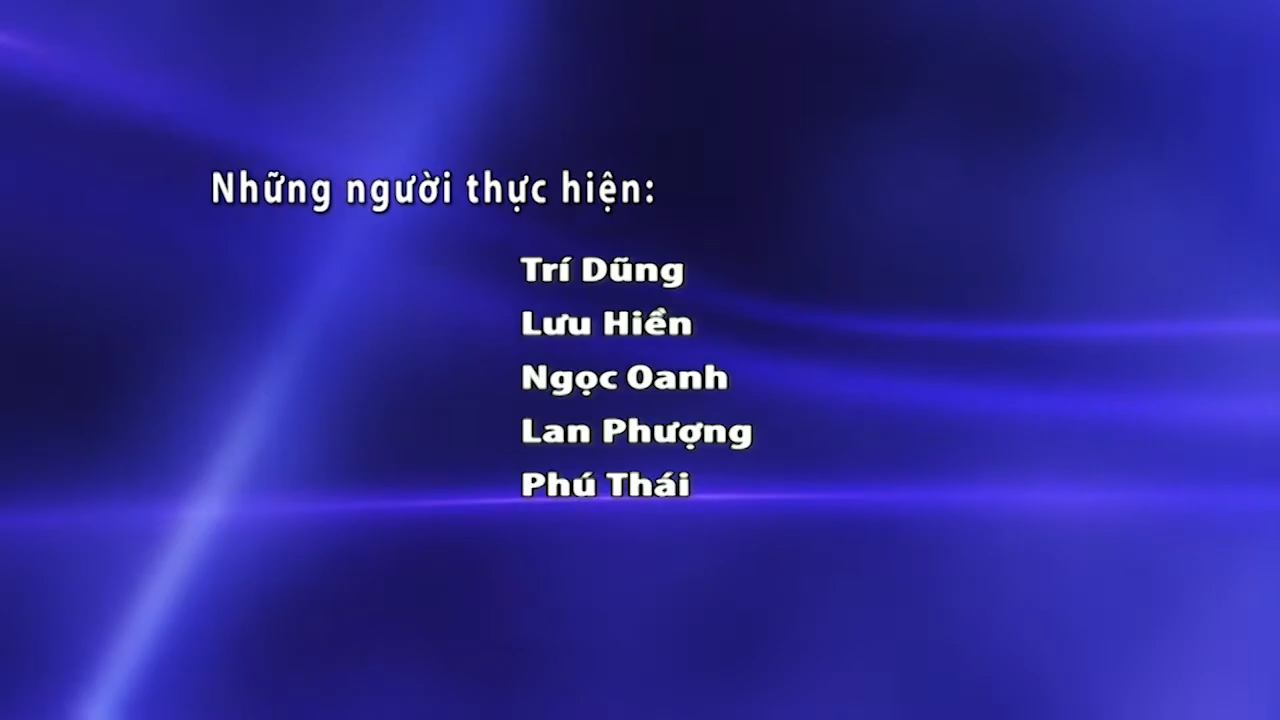 Những người thực hiện:
Trí Dũng
Lưu Hiền
Ngọc Oanh
Lan Phượng
Phú Thái